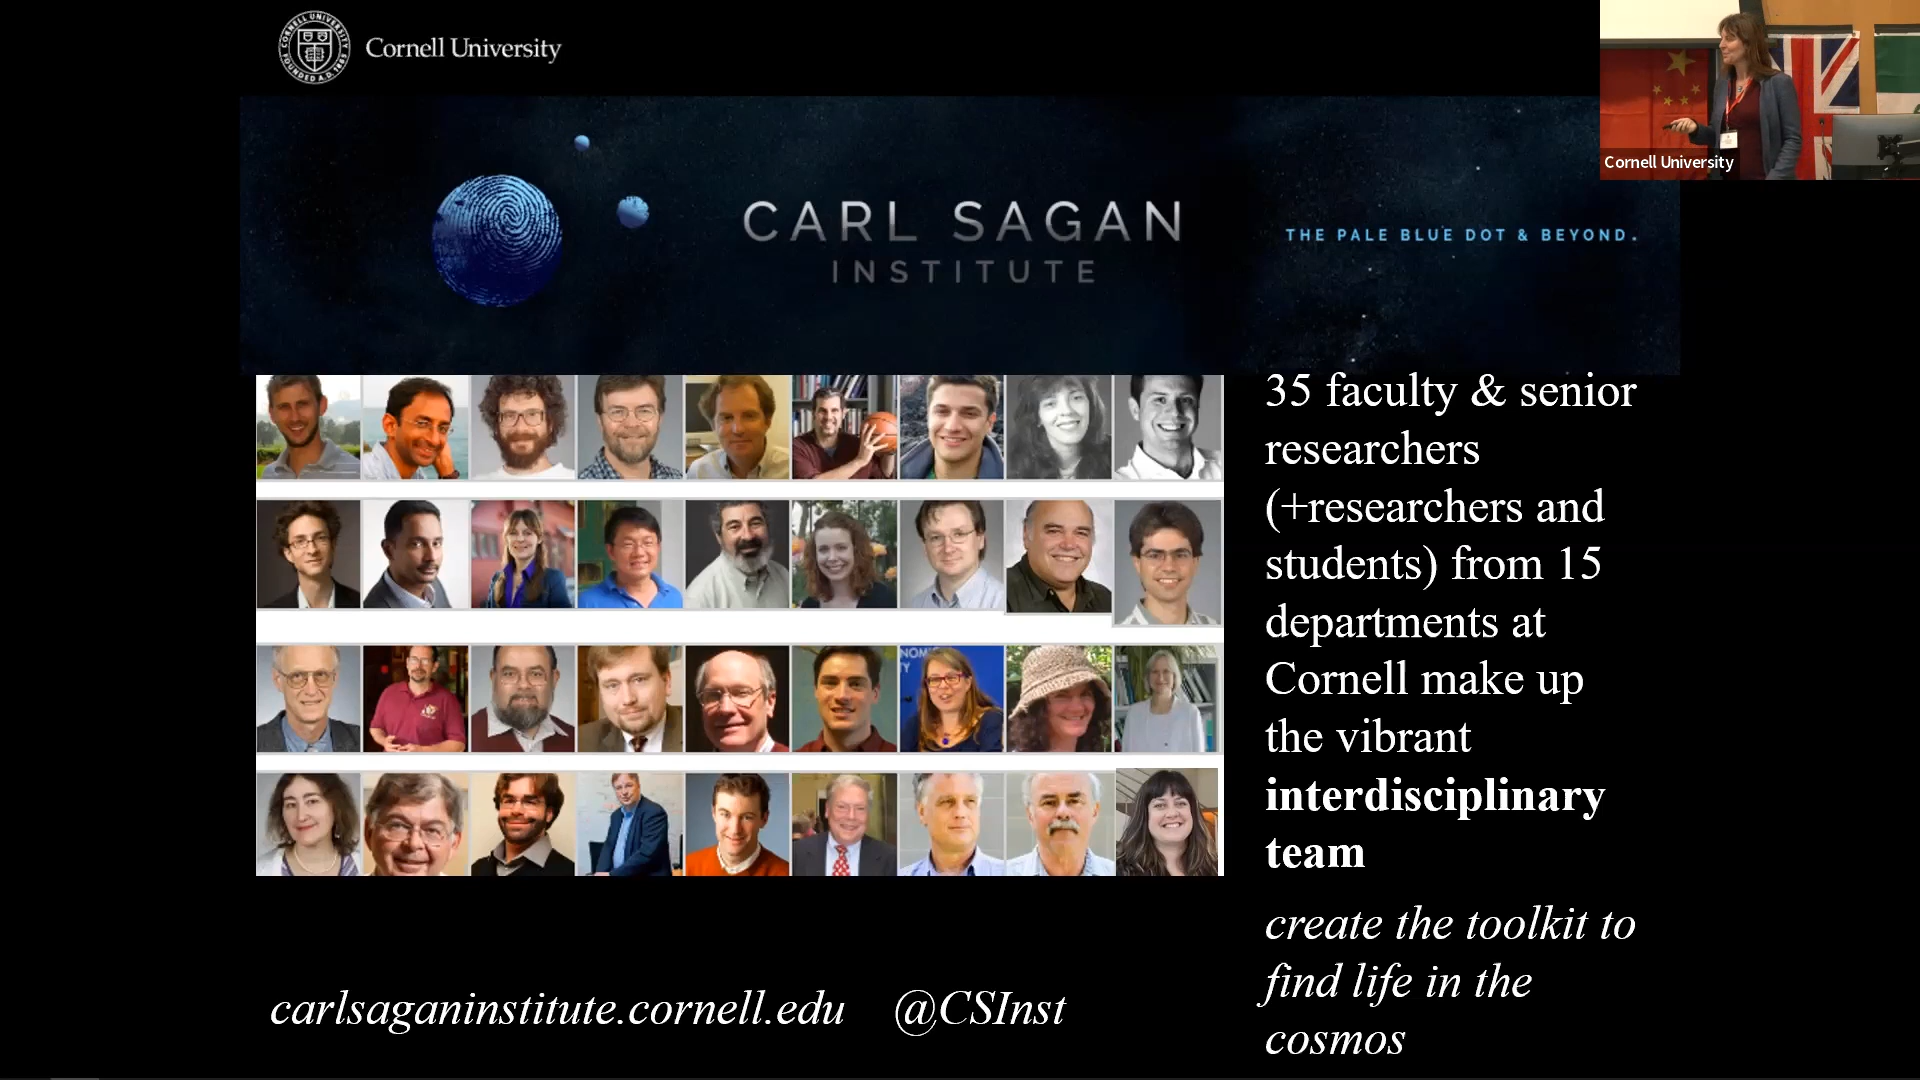 Cornell University
CARL SAGAN
INSTITUTE
THE PALE BLUE DOT & BEYOND.
Cornell University
35 faculty & senior
researchers
(+researchers and
students) from 15
departments at
Cornell make up
the vibrant
interdisciplinary
team
create the toolkit to
find life in the
cosmos
carlsaganinstitute.cornell.edu @CSInst